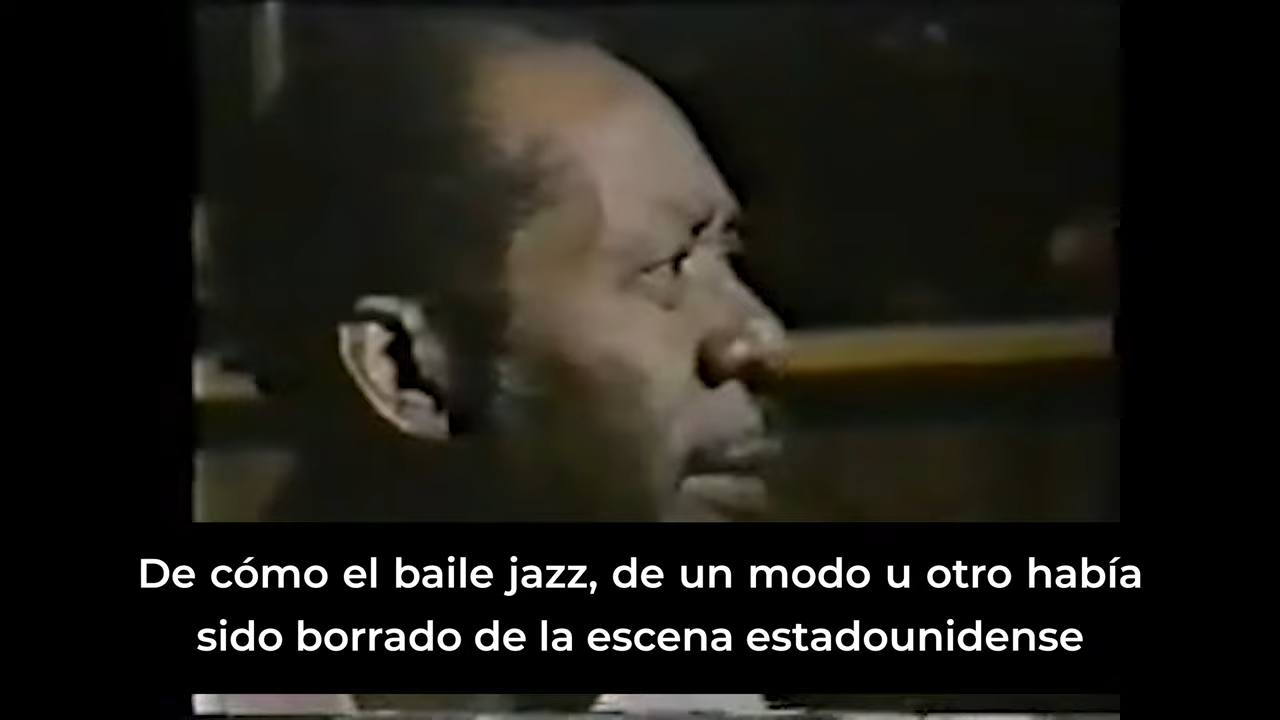 De cómo el baile jazz, de un modo u otro había
sido borrado de la escena estadounidense